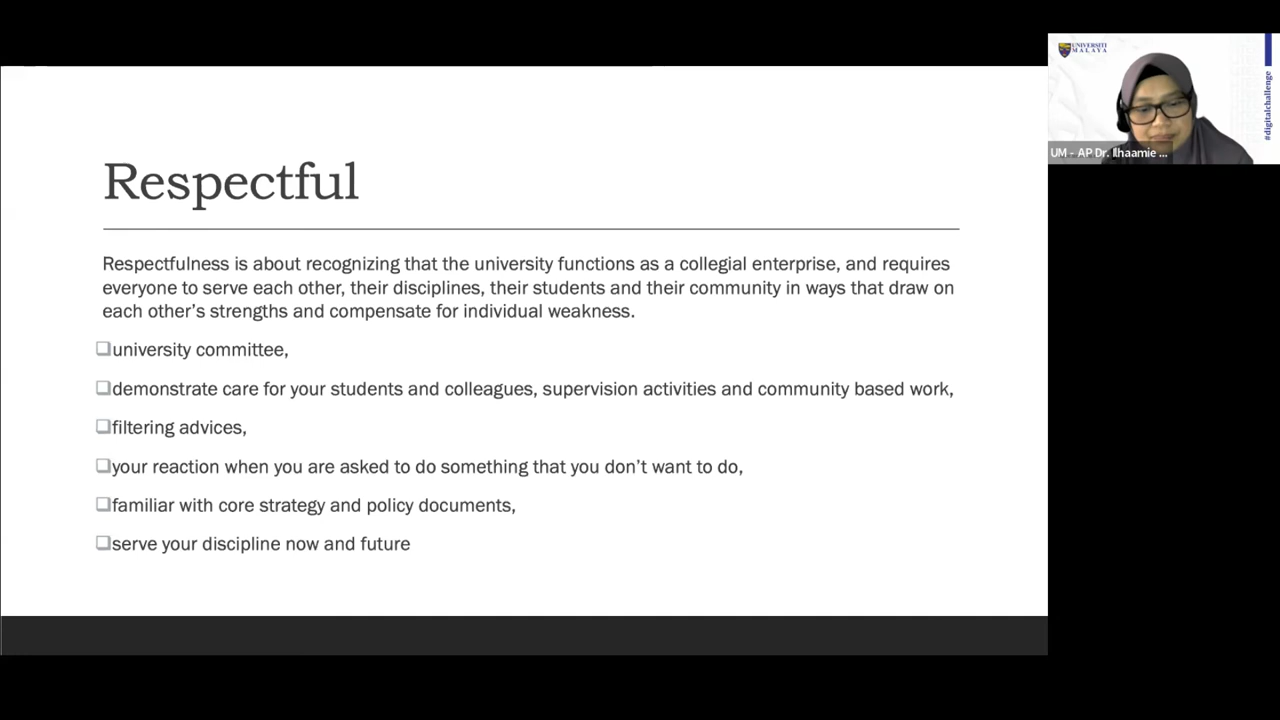 Respectful
Respectfulness is about recognizing that the university functions as a collegial enterprise, and requires
everyone to serve each other, their disciplines, their students and their community in ways that draw on
each other’s strengths and compensate for individual weakness.
university committee,
demonstrate care for your students and colleagues, supervision activities and community based work,
filtering advices,
your reaction when you are asked to do something that you don’t want to do,
familiar with core strategy and policy documents,
serve your discipline now and future
UNIVERSITI
MALAYA
#digitalchallenge
UM - AP Dr. Ilhaamie ...